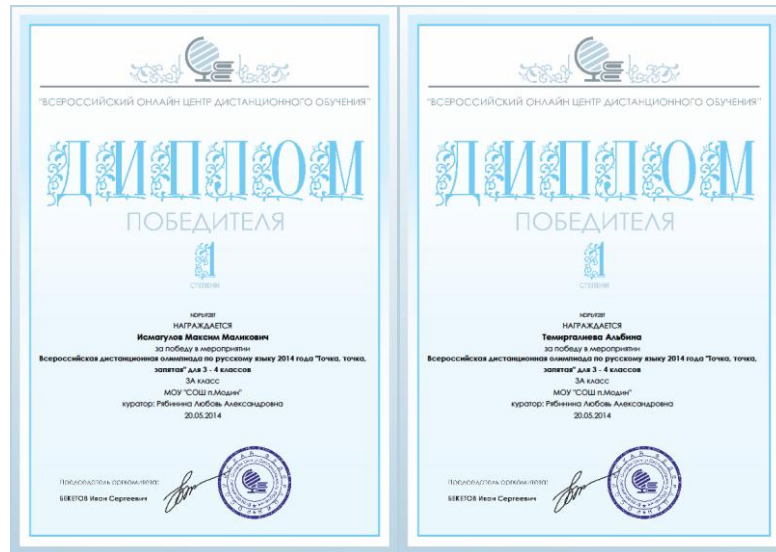 "ВСЕРОССИЙСКИЙ ОНЛАЙН ЦЕНТР ДИСТАНЦИОННОГО ОБУЧЕНИЯ"
ДИПЛОМ
ПОБЕДИТЕЛЯ
1
СТЕПЕНИ
НАГРАЖДАЕТСЯ
Исмагулов Максим Маликович
за победу в мероприятии
Всероссийская дистанционная олимпиада по русскому языку 2014 года "Точка, точка,
запятая" для 3 - 4 классов
3А класс
МОУ "СОШ п.Модин"
куратор: Рябинина Любовь Александровна
20.05.2014
Председатель оргкомитета:
БЕКЕТОВ Иван Сергеевич
"ВСЕРОССИЙСКИЙ ОНЛАЙН ЦЕНТР ДИСТАНЦИОННОГО ОБУЧЕНИЯ"
ДИПЛОМ
ПОБЕДИТЕЛЯ
1
СТЕПЕНИ
НАГРАЖДАЕТСЯ
Темиргалиева Альбина
за победу в мероприятии
Всероссийская дистанционная олимпиада по русскому языку 2014 года "Точка, точка,
запятая" для 3 - 4 классов
3А класс
МОУ "СОШ п.Модин"
куратор: Рябинина Любовь Александровна
20.05.2014
Председатель оргкомитета:
БЕКЕТОВ Иван Сергеевич